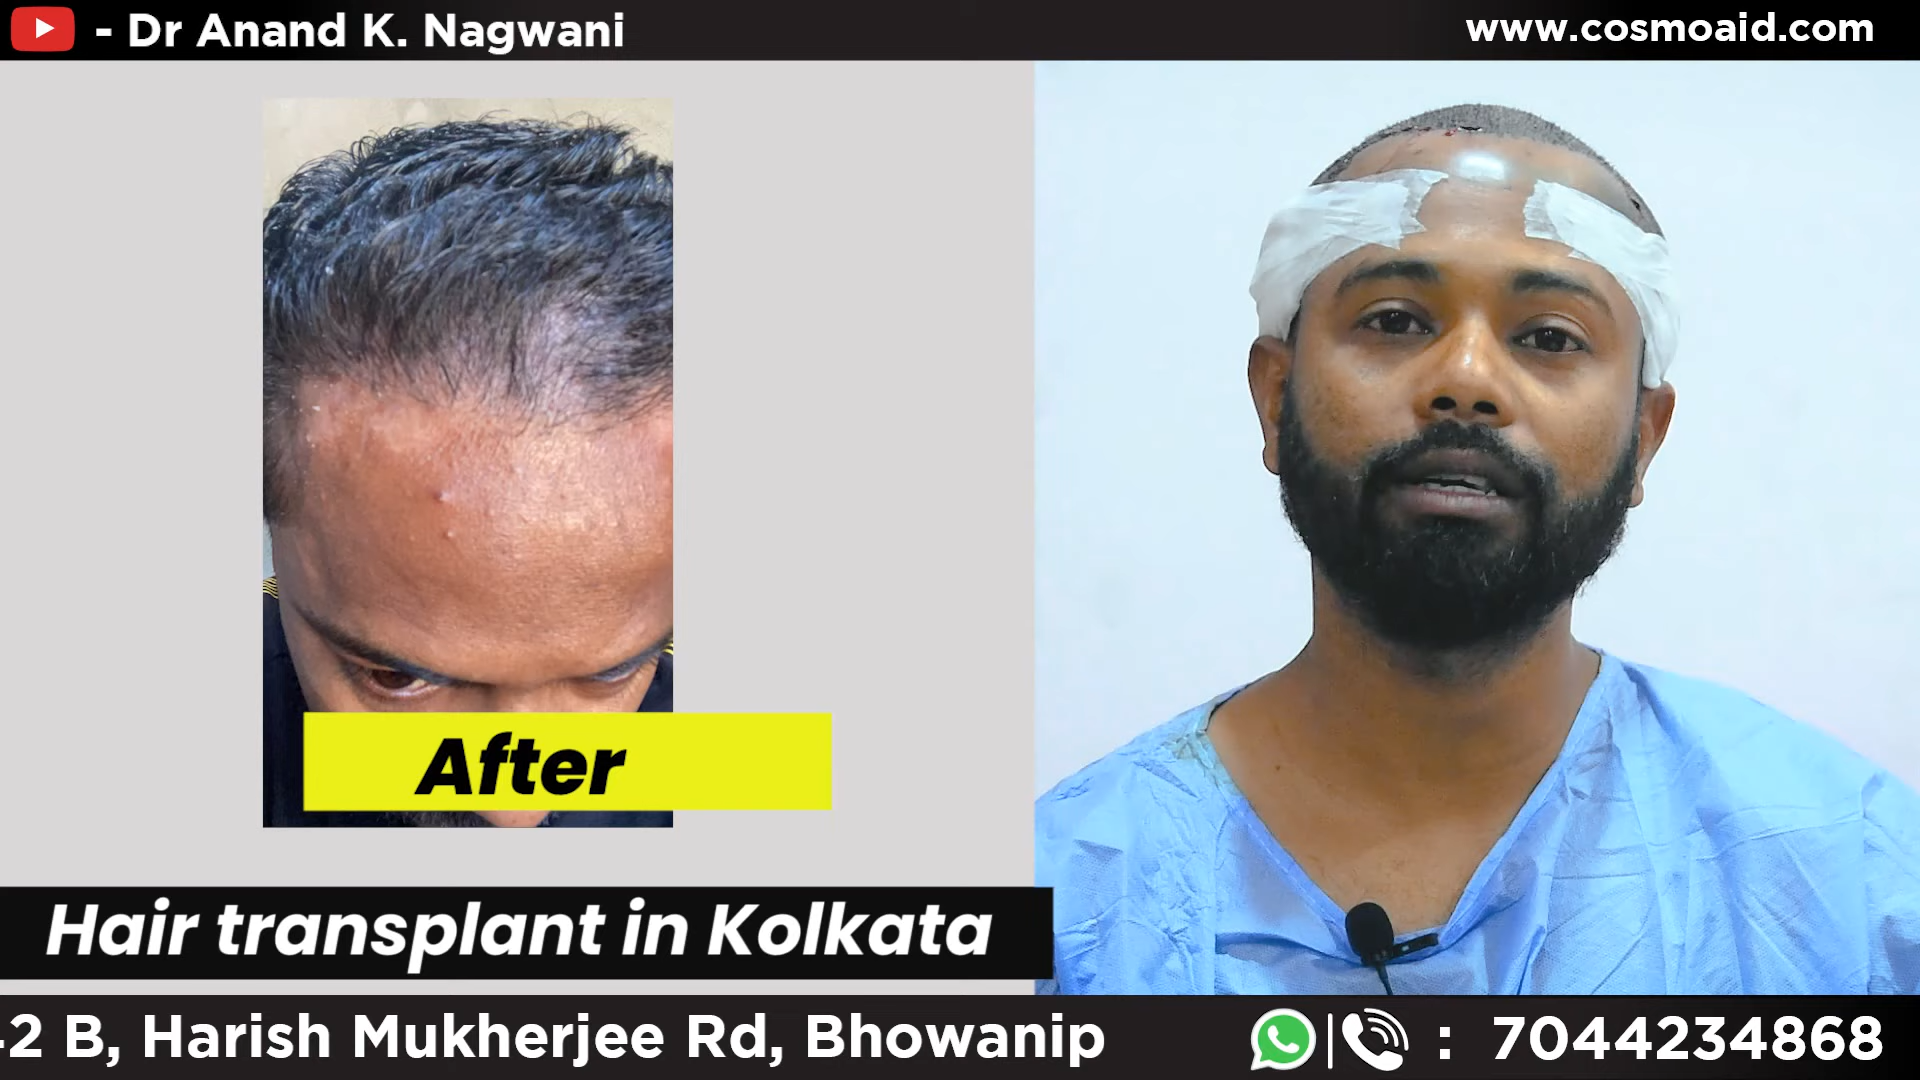 - Dr Anand K. Nagwani
www.cosmoaid.com
After
Hair transplant in Kolkata
2 B, Harish Mukherjee Rd, Bhowanip
: 7044234868